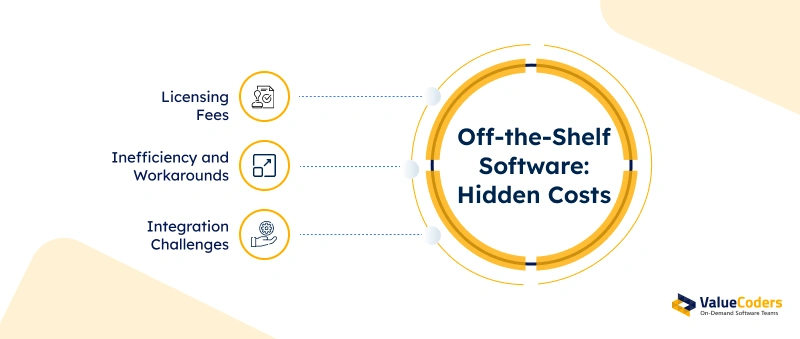 Licensing
Fees
Inefficiency and
Workarounds
Integration
Challenges
Off-the-Shelf
Software:
Hidden Costs
ValueCoders
On-Demand Software Teams